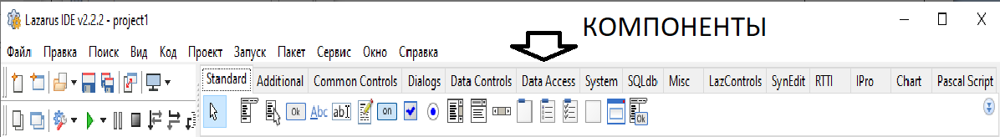 Lazarus IDE v2.2.2 - project1
КОМПОНЕНТЫ
Файл Правка Поиск Вид Код Проект Запуск Пакет Сервис Окно Справка
Standard Additional Common Controls Dialogs Data Controls Data Access System SQLdb Misc LazControls SynEdit RTTI IPro Chart Pascal Script
Ok Abc ab on Ok